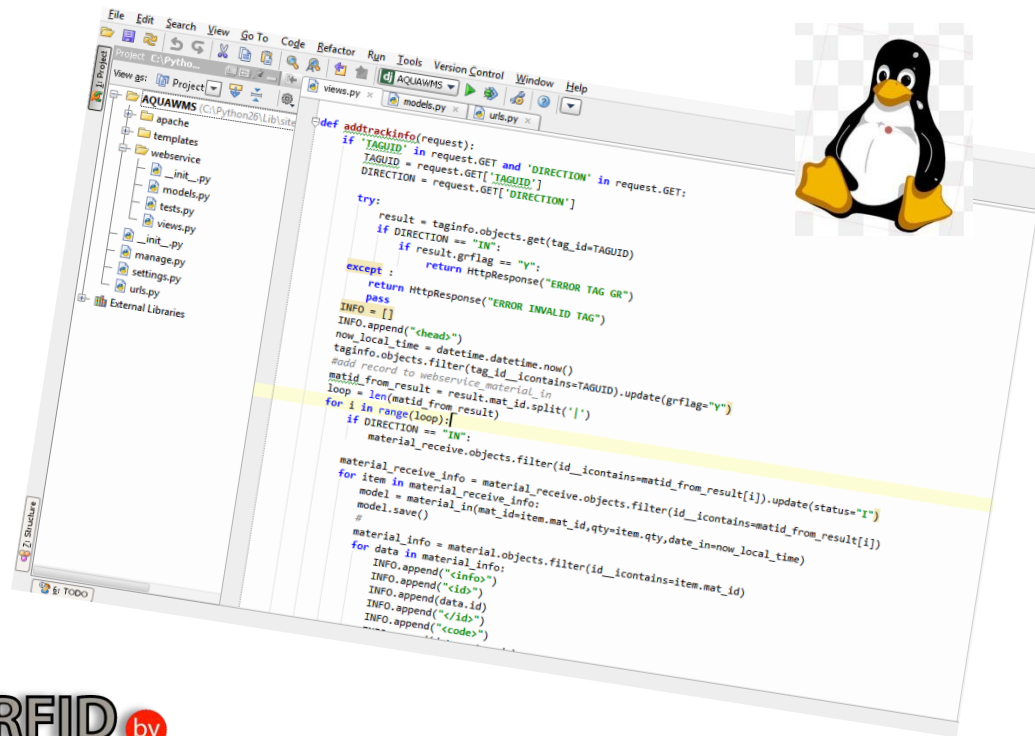 File Edit Search View Go To Code Refactor Run Tools Version Control Window Help
AQUAWMS
1: Project
Project C:\Pytho...
View as: Project
AQUAWMS (C:\Python26\Lib\site
apache
templates
webservice
__init__.py
models.py
tests.py
views.py
__init__.py
manage.py
settings.py
urls.py
External Libraries
Z: Structure
6: TODO
views.py × models.py × urls.py ×
def addtrackinfo(request):
if 'TAGUID' in request.GET and 'DIRECTION' in request.GET:
TAGUID = request.GET['TAGUID']
DIRECTION = request.GET['DIRECTION']
try:
result = taginfo.objects.get(tag_id=TAGUID)
if DIRECTION == "IN":
if result.grflag == "Y":
return HttpResponse("ERROR TAG GR")
except :
return HttpResponse("ERROR INVALID TAG")
pass
INFO = []
INFO.append("<head>")
now_local_time = datetime.datetime.now()
taginfo.objects.filter(tag_id__icontains=TAGUID).update(grflag="Y")
#add record to webservice_material_in
matid_from_result = result.mat_id.split('|')
loop = len(matid_from_result)
for i in range(loop):
if DIRECTION == "IN":
material_receive.objects.filter(id__icontains=matid_from_result[i]).update(status="I")
material_receive_info = material_receive.objects.filter(id__icontains=matid_from_result[i])
for item in material_receive_info:
model = material_in(mat_id=item.mat_id,qty=item.qty,date_in=now_local_time)
model.save()
#
material_info = material.objects.filter(id__icontains=item.mat_id)
for data in material_info:
INFO.append("<info>")
INFO.append("<id>")
INFO.append(data.id)
INFO.append("</id>")
INFO.append("<code>")
RFID by